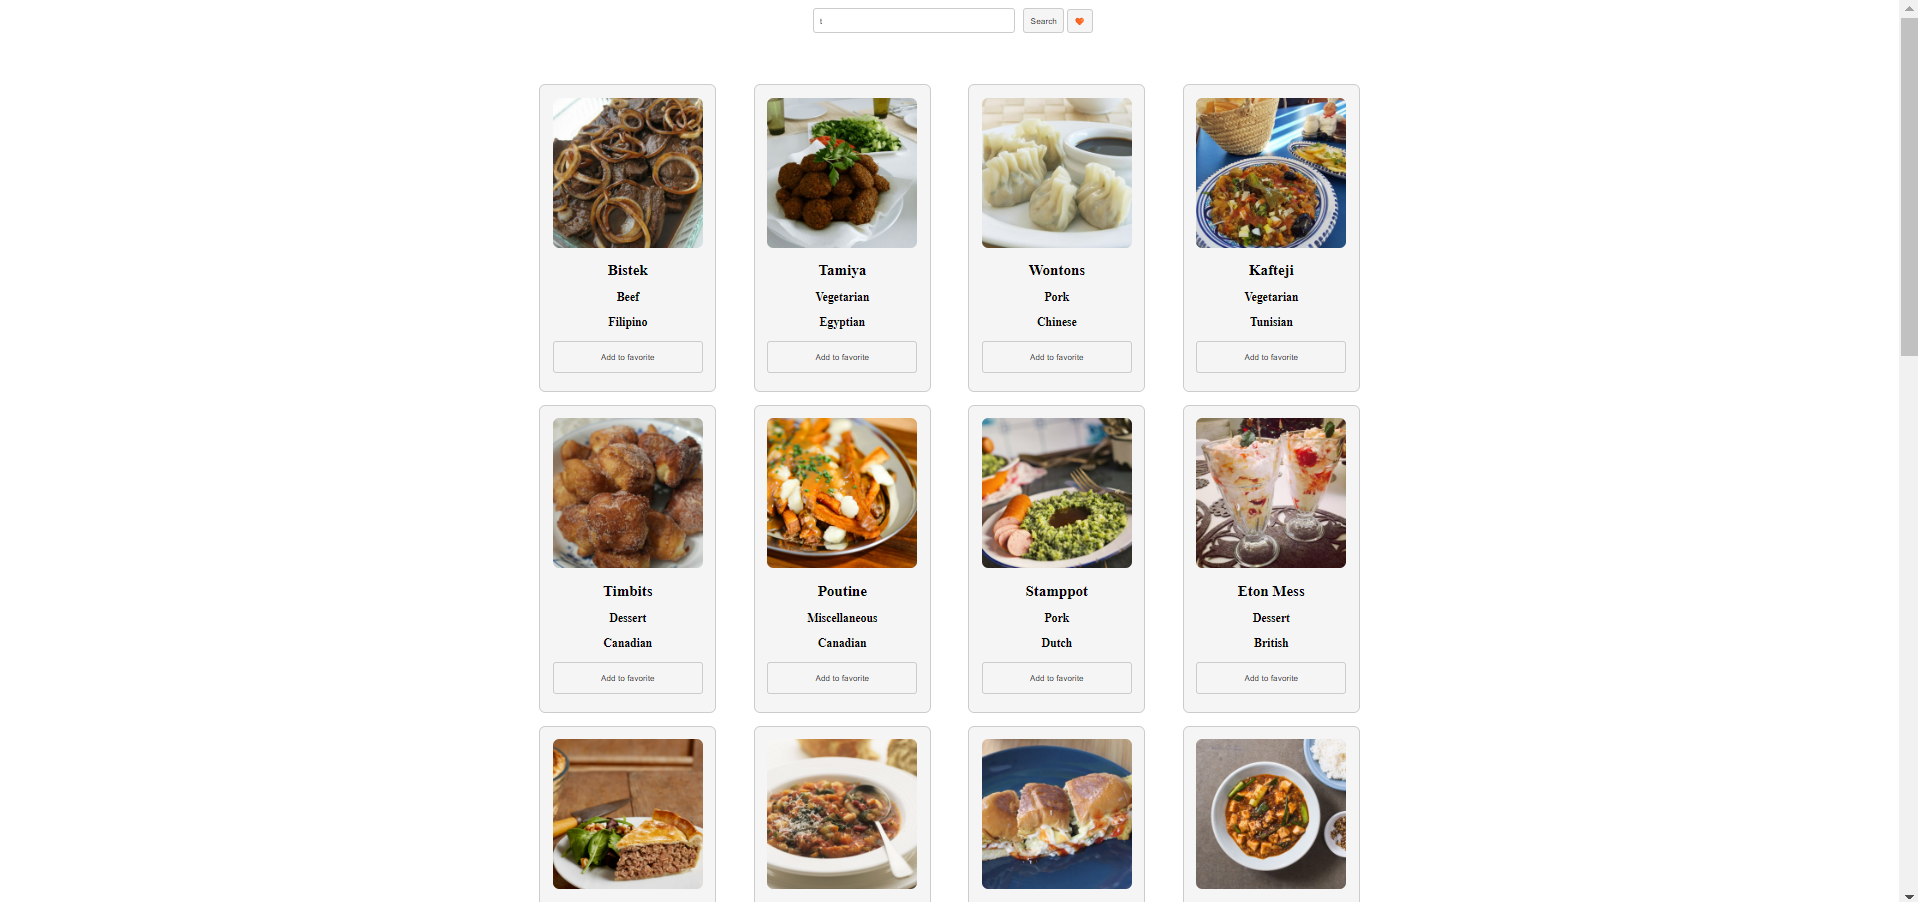 t
Search
Bistek
Beef
Filipino
Add to favorite
Tamiya
Vegetarian
Egyptian
Add to favorite
Wontons
Pork
Chinese
Add to favorite
Kafteji
Vegetarian
Tunisian
Add to favorite
Timbits
Dessert
Canadian
Add to favorite
Poutine
Miscellaneous
Canadian
Add to favorite
Stamppot
Pork
Dutch
Add to favorite
Eton Mess
Dessert
British
Add to favorite